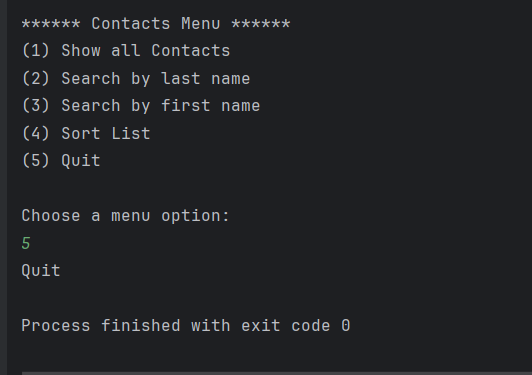 ****** Contacts Menu ******
(1) Show all Contacts
(2) Search by last name
(3) Search by first name
(4) Sort List
(5) Quit
Choose a menu option:
5
Quit
Process finished with exit code 0